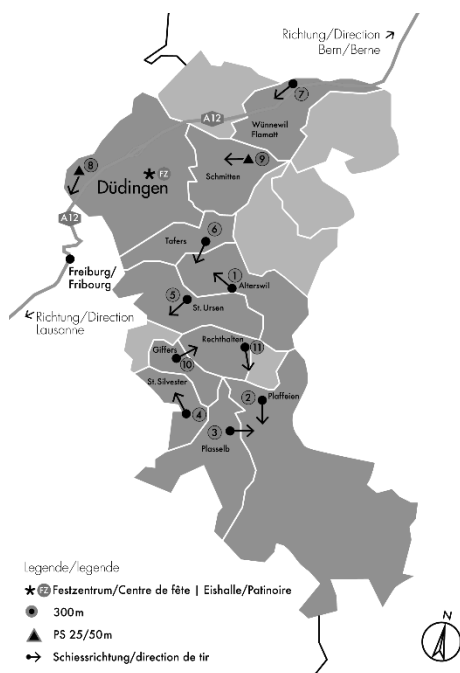 Richtung/Direction
Bern/Berne
7
A12
Wünnewil
Flamatt
8
9
Düdingen
FZ
Schmitten
A12
6
Tafers
Freiburg/
Fribourg
1
Alterswil
5
St. Ursen
Richtung/Direction
Lausanne
Rechthalten
11
Giffers
10
St. Silvester
2
Plaffeien
4
3
Plasselb
Legende/legende
FZ Festzentrum/Centre de fête | Eishalle/Patinoire
300m
PS 25/50m
Schiessrichtung/direction de tir
N